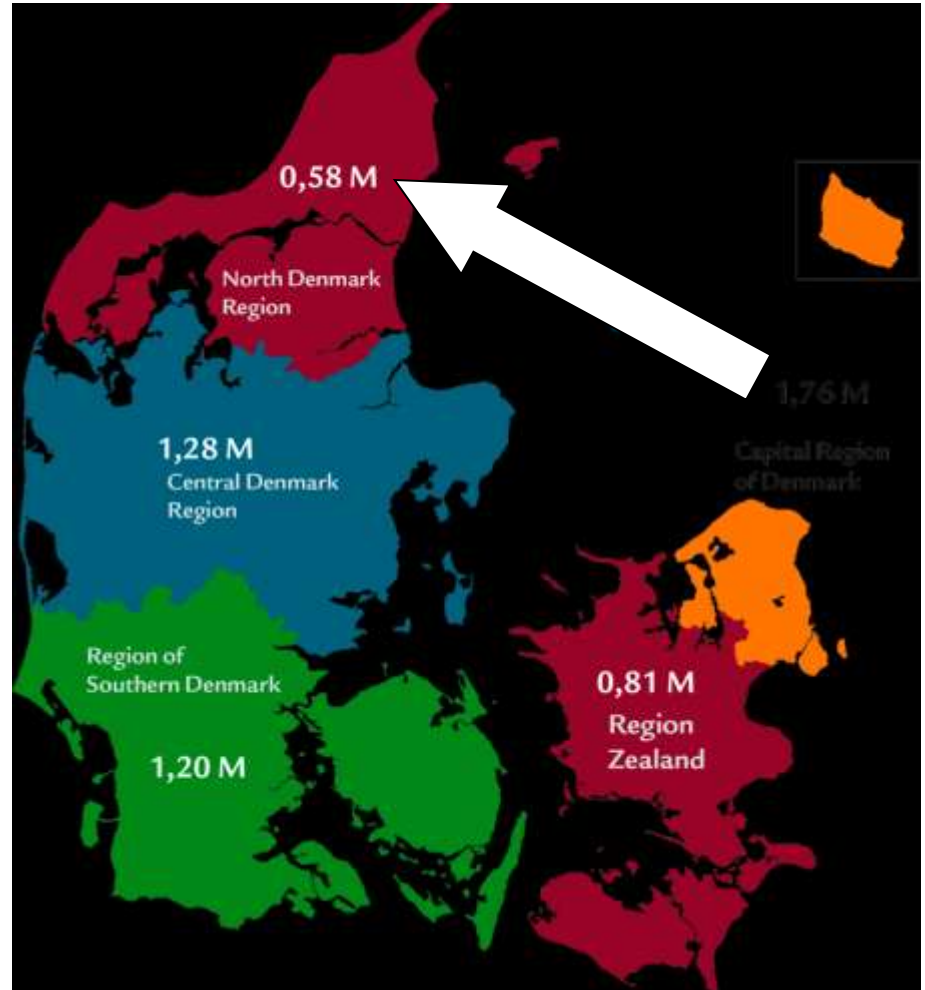 0,58 M
North Denmark
Region
1,76 M
Capital Region
of Denmark
1,28 M
Central Denmark
Region
Region of
Southern Denmark
1,20 M
0,81 M
Region
Zealand